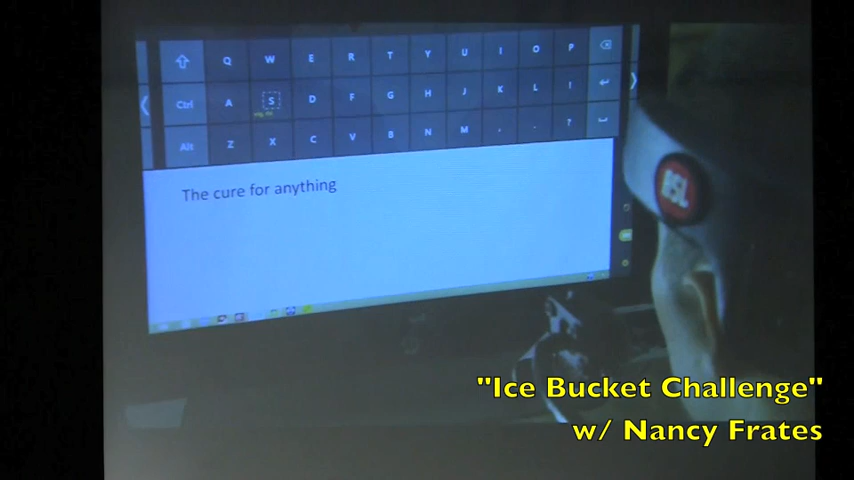 Q W E R T Y U I O P
Ctrl A S D F G H J K L !
Alt Z X C V B N M , . ?
The cure for anything
"Ice Bucket Challenge"
w/ Nancy Frates